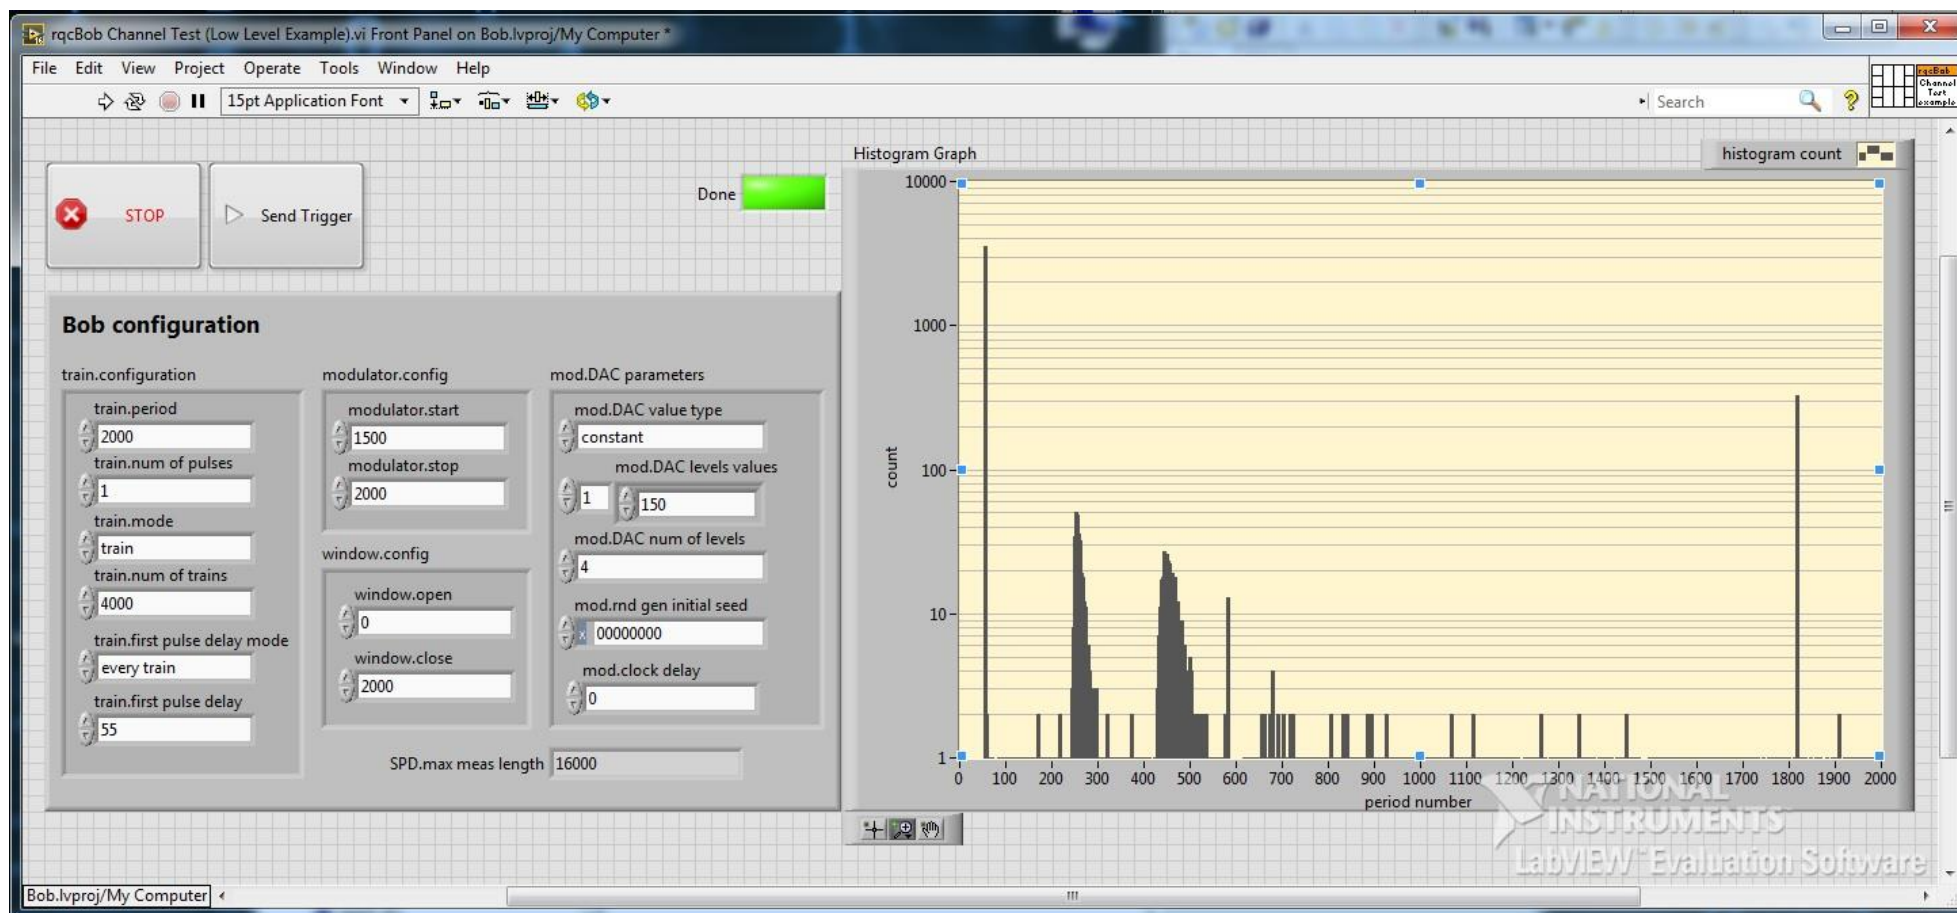 rqcBob Channel Test (Low Level Example).vi Front Panel on Bob.lvproj/My Computer *
File Edit View Project Operate Tools Window Help
15pt Application Font
Search
rqcBob
Channel
Test
example
STOP
Send Trigger
Done
Bob configuration
train.configuration
train.period
2000
train.num of pulses
1
train.mode
train
train.num of trains
4000
train.first pulse delay mode
every train
train.first pulse delay
55
modulator.config
modulator.start
1500
modulator.stop
2000
window.config
window.open
0
window.close
2000
mod.DAC parameters
mod.DAC value type
constant
mod.DAC levels values
1 150
mod.DAC num of levels
4
mod.rnd gen initial seed
x 00000000
mod.clock delay
0
SPD.max meas length 16000
Histogram Graph
histogram count
10000
1000
100
10
1
count
0 100 200 300 400 500 600 700 800 900 1000 1100 1200 1300 1400 1500 1600 1700 1800 1900 2000
period number
NATIONAL
INSTRUMENTS
LabVIEW™ Evaluation Software
Bob.lvproj/My Computer